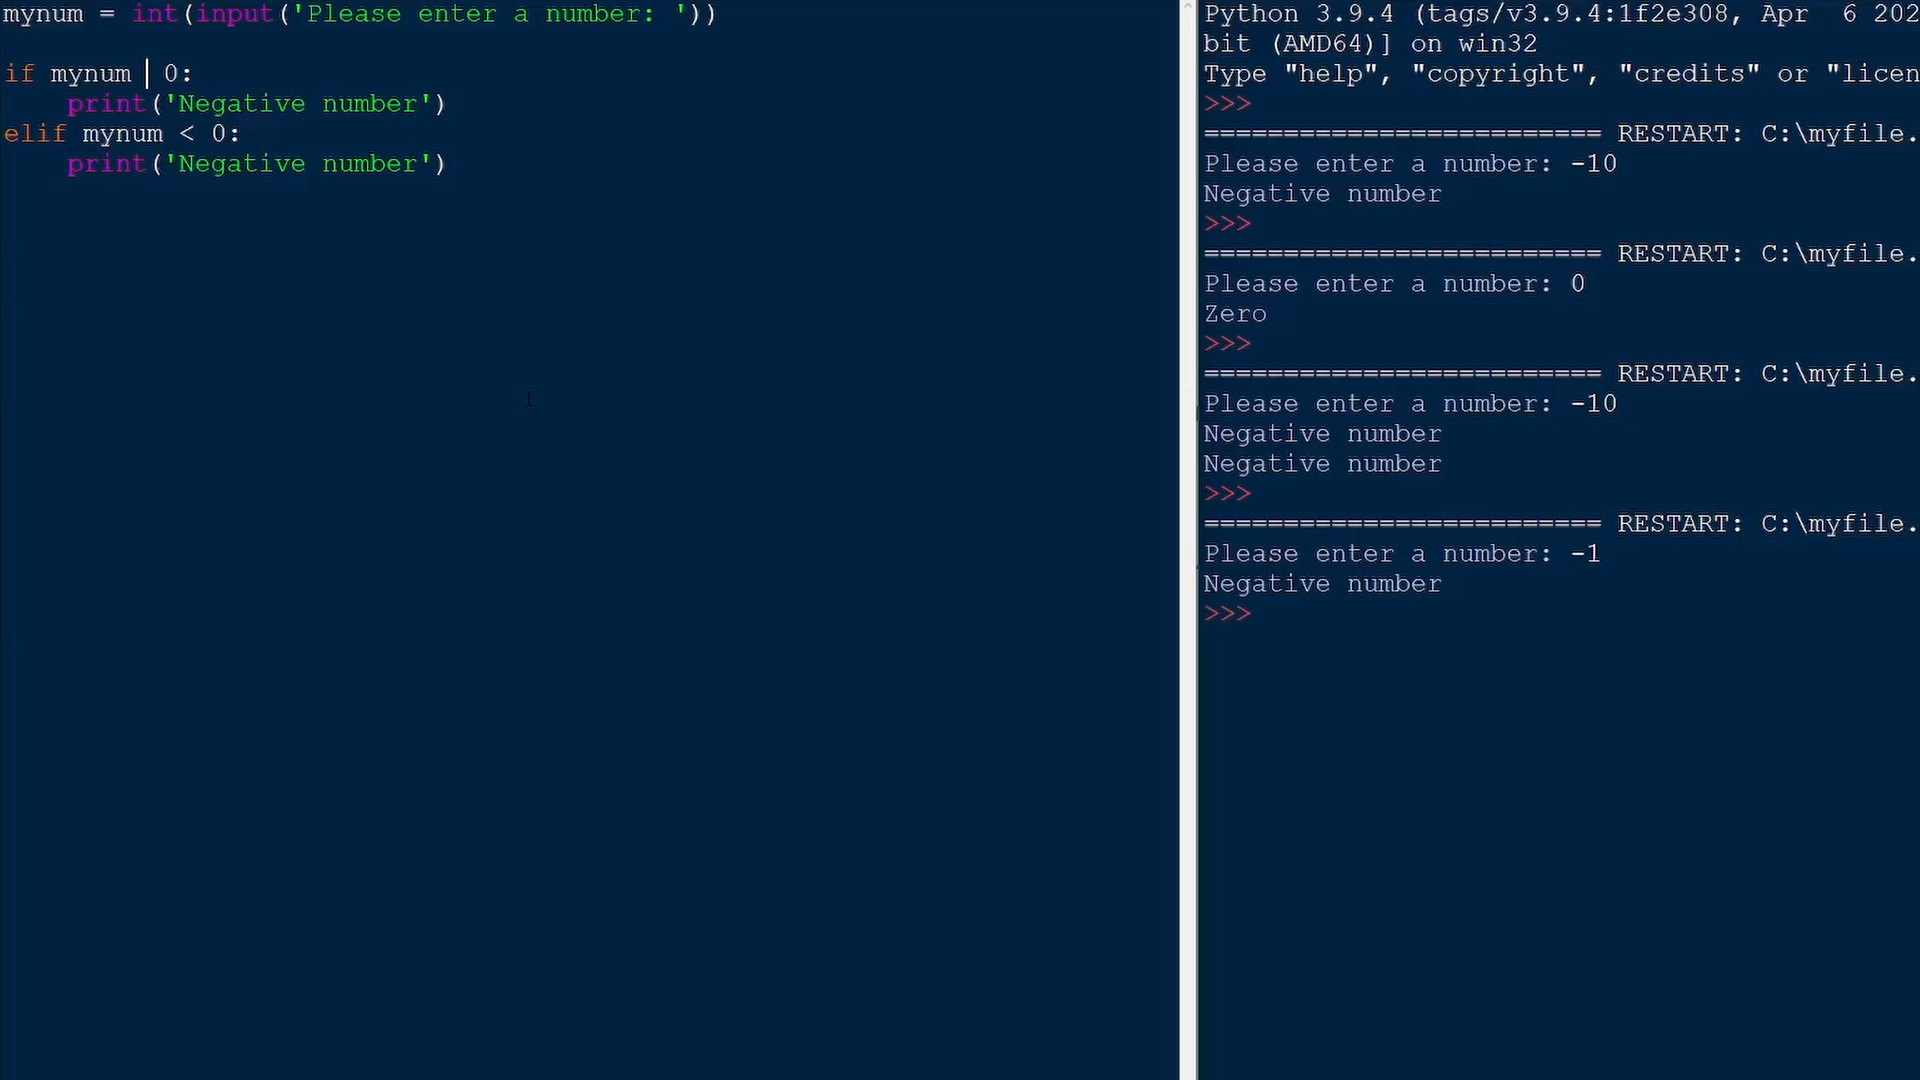 mynum = int(input('Please enter a number: '))
if mynum  0:
    print('Negative number')
elif mynum < 0:
    print('Negative number')
Python 3.9.4 (tags/v3.9.4:1f2e308, Apr  6 202
bit (AMD64)] on win32
Type "help", "copyright", "credits" or "licen
>>>
========================= RESTART: C:\myfile.
Please enter a number: -10
Negative number
>>>
========================= RESTART: C:\myfile.
Please enter a number: 0
Zero
>>>
========================= RESTART: C:\myfile.
Please enter a number: -10
Negative number
Negative number
>>>
========================= RESTART: C:\myfile.
Please enter a number: -1
Negative number
>>>